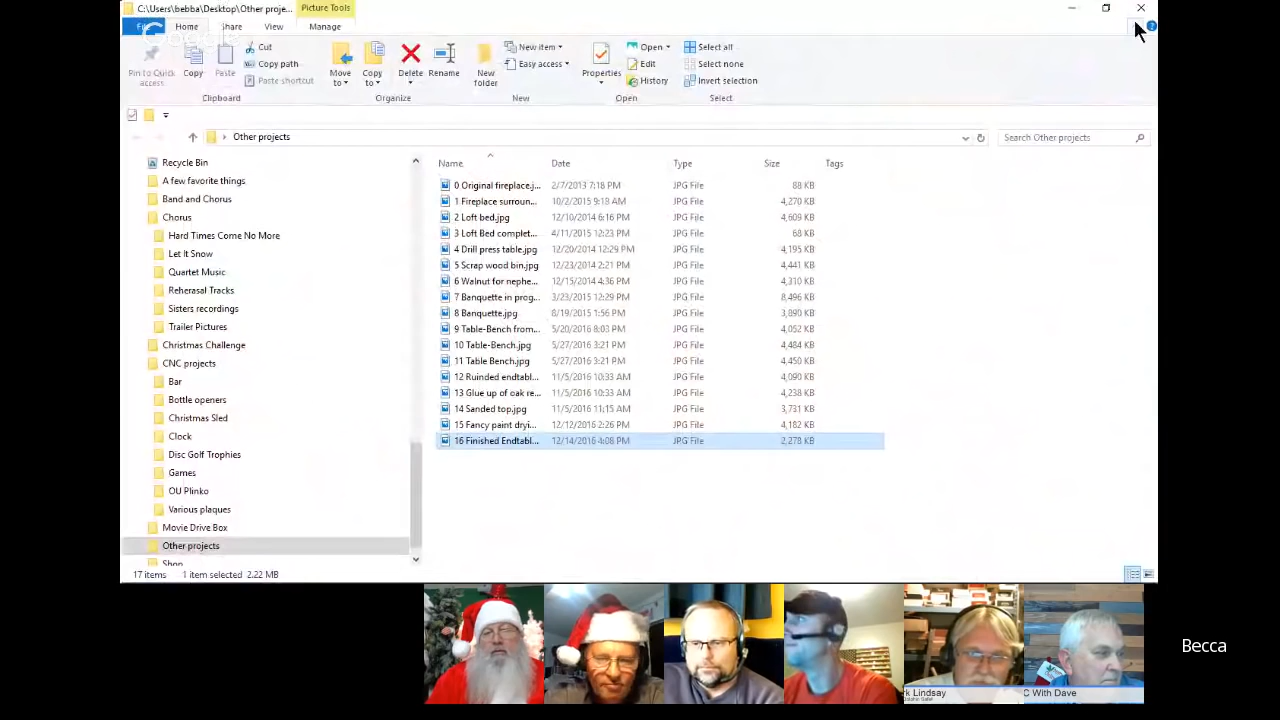 C:\Users\bebba\Desktop\Other proje... Picture Tools
File Home Share View Manage
Google
Pin to Quick access Copy Paste Cut Copy path Paste shortcut Move to Copy to Delete Rename New folder New item Easy access Properties Open Edit History Select all Select none Invert selection
Clipboard Organize New Open Select
Other projects Search Other projects
Name Date Type Size Tags
Recycle Bin
A few favorite things
Band and Chorus
Chorus
Hard Times Come No More
Let It Snow
Quartet Music
Reherasal Tracks
Sisters recordings
Trailer Pictures
Christmas Challenge
CNC projects
Bar
Bottle openers
Christmas Sled
Clock
Disc Golf Trophies
Games
OU Plinko
Various plaques
Movie Drive Box
Other projects
Shop
0 Original fireplace.j... 2/7/2013 7:18 PM JPG File 88 KB
1 Fireplace surroun... 10/2/2015 9:18 AM JPG File 4,270 KB
2 Loft bed.jpg 12/10/2014 6:16 PM JPG File 4,609 KB
3 Loft Bed complet... 4/11/2015 12:23 PM JPG File 68 KB
4 Drill press table.jpg 12/20/2014 12:29 PM JPG File 4,195 KB
5 Scrap wood bin.jpg 12/23/2014 2:21 PM JPG File 4,441 KB
6 Walnut for nephe... 12/15/2014 4:36 PM JPG File 4,310 KB
7 Banquette in prog... 3/23/2015 12:29 PM JPG File 8,496 KB
8 Banquette.jpg 8/19/2015 1:56 PM JPG File 3,890 KB
9 Table-Bench from... 5/20/2016 8:03 PM JPG File 4,052 KB
10 Table-Bench.jpg 5/27/2016 3:21 PM JPG File 4,484 KB
11 Table Bench.jpg 5/27/2016 3:21 PM JPG File 4,450 KB
12 Ruinded endtabl... 11/5/2016 10:33 AM JPG File 4,090 KB
13 Glue up of oak re... 11/5/2016 10:33 AM JPG File 4,238 KB
14 Sanded top.jpg 11/5/2016 11:15 AM JPG File 3,731 KB
15 Fancy paint dryi... 12/12/2016 2:26 PM JPG File 4,182 KB
16 Finished Endtabl... 12/14/2016 4:08 PM JPG File 2,278 KB
17 items 1 item selected 2.22 MB
Becca
rk Lindsay
C With Dave